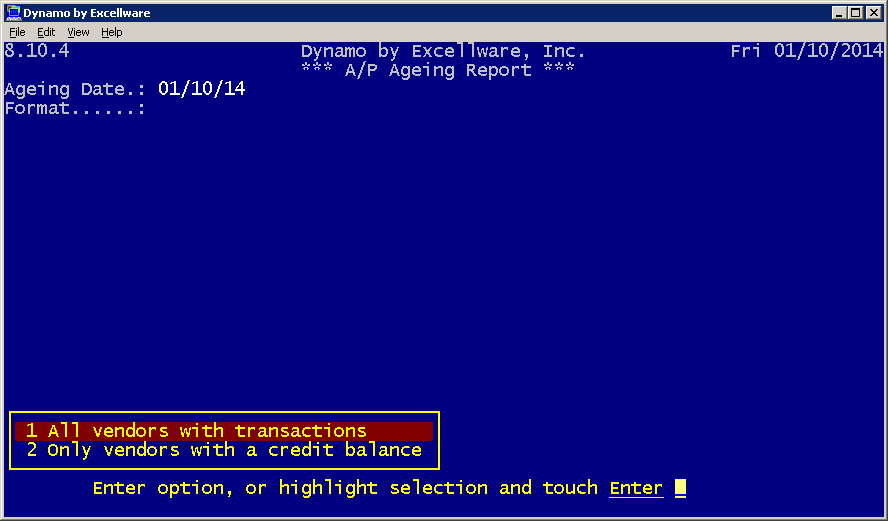 Dynamo by Excellware
File Edit View Help
8.10.4 Dynamo by Excellware, Inc. Fri 01/10/2014
*** A/P Ageing Report ***
Ageing Date.: 01/10/14
Format......:
1 All vendors with transactions
2 Only vendors with a credit balance
Enter option, or highlight selection and touch Enter